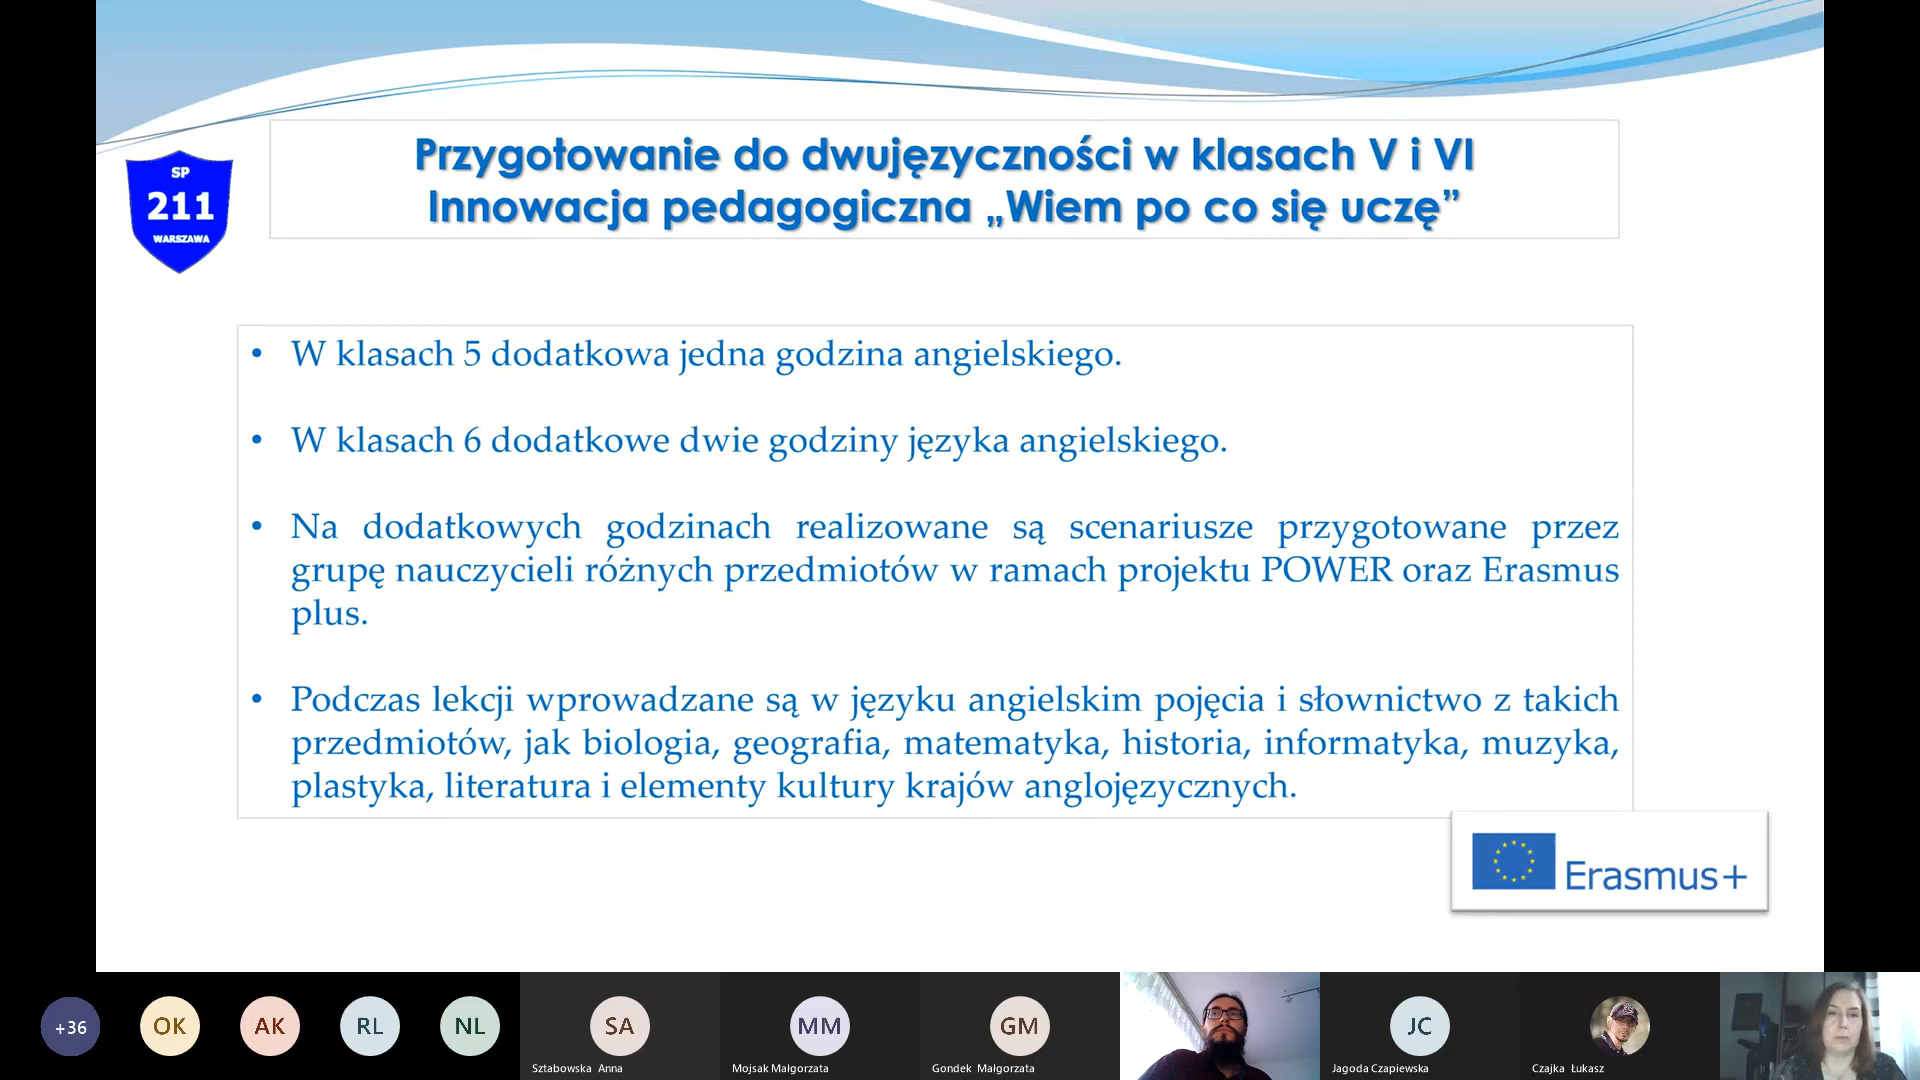 Przygotowanie do dwujęzyczności w klasach V i VI
Innowacja pedagogiczna „Wiem po co się uczę”
SP
211
WARSZAWA
• W klasach 5 dodatkowa jedna godzina angielskiego.
• W klasach 6 dodatkowe dwie godziny języka angielskiego.
• Na dodatkowych godzinach realizowane są scenariusze przygotowane przez
grupę nauczycieli różnych przedmiotów w ramach projektu POWER oraz Erasmus
plus.
• Podczas lekcji wprowadzane są w języku angielskim pojęcia i słownictwo z takich
przedmiotów, jak biologia, geografia, matematyka, historia, informatyka, muzyka,
plastyka, literatura i elementy kultury krajów anglojęzycznych.
Erasmus+
+36
OK
AK
RL
NL
SA
Sztabowska Anna
MM
Mojsak Małgorzata
GM
Gondek Małgorzata
JC
Jagoda Czapiewska
Czajka Łukasz